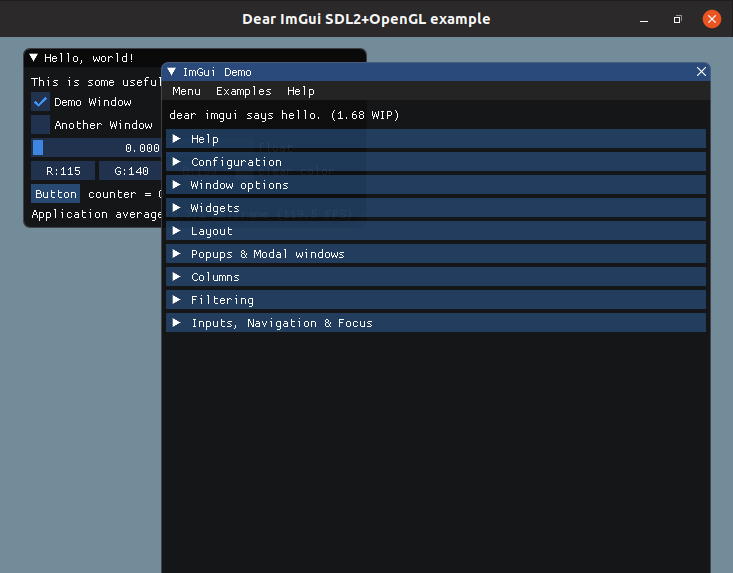 Dear ImGui SDL2+OpenGL example
Hello, world!
This is some useful
Demo Window
Another Window
0.000
R:115 G:140
Button counter =
Application average
ImGui Demo
Menu Examples Help
dear imgui says hello. (1.68 WIP)
Help
Configuration
Window options
Widgets
Layout
Popups & Modal windows
Columns
Filtering
Inputs, Navigation & Focus